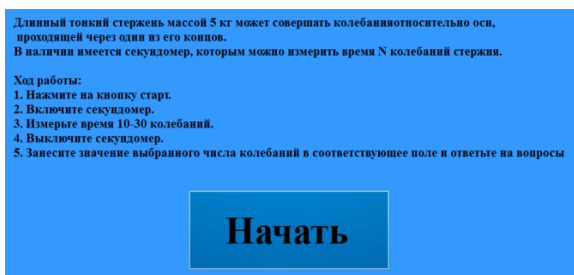 Длинный тонкий стержень массой 5 кг может совершать колебанияотносительно оси,
проходящей через один из его концов.
В наличии имеется секундомер, которым можно измерить время N колебаний стержня.
Ход работы:
1. Нажмите на кнопку старт.
2. Включите секундомер.
3. Измерьте время 10-30 колебаний.
4. Выключите секундомер.
5. Занесите значение выбранного числа колебаний в соответствующее поле и ответьте на вопросы
Начать